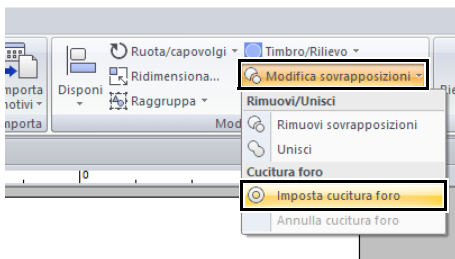 Ruota/capovolgi
Timbro/Rilievo
Ridimensiona...
Modifica sovrapposizioni
Disponi
Raggruppa
Rimuovi/Unisci
Rimuovi sovrapposizioni
Unisci
Cucitura foro
Imposta cucitura foro
Annulla cucitura foro
0